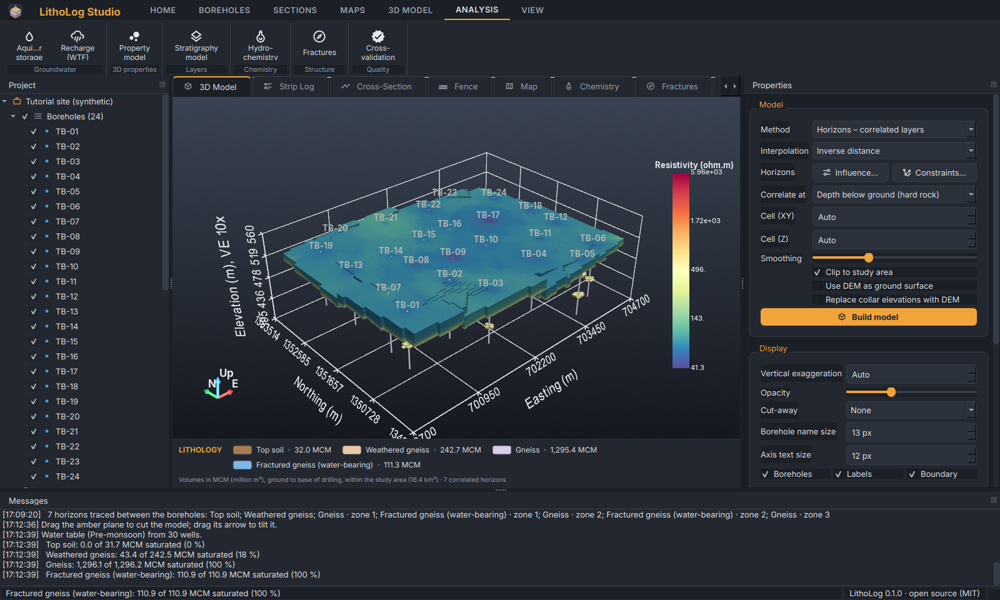 LithoLog Studio
HOME BOREHOLES SECTIONS MAPS 3D MODEL ANALYSIS VIEW
Aqui...r storage
Recharge (WTF)
Property model
Stratigraphy model
Hydro-chemistry
Fractures
Cross-validation
Groundwater 3D properties Layers Chemistry Structure Quality
Project
Tutorial site (synthetic)
Boreholes (24)
TB-01
TB-02
TB-03
TB-04
TB-05
TB-06
TB-07
TB-08
TB-09
TB-10
TB-11
TB-12
TB-13
TB-14
TB-15
TB-16
TB-17
TB-18
TB-19
TB-20
TB-21
TB-22
TB-23
TB-24
3D Model Strip Log Cross-Section Fence Map Chemistry Fractures
Resistivity (ohm.m)
5.96e+03
1.72e+03
496.
143.
41.3
TB-23 TB-24
TB-22 TB-18
TB-21 TB-17 TB-12
TB-20 TB-16
TB-15 TB-11
TB-19 TB-10 TB-06
TB-14 TB-09 TB-04 TB-05
TB-13 TB-08
TB-02
TB-07 TB-03
TB-01
Elevation (m), VE 10x
436 478 519 560
1352585
1351657
1350728
Northing (m)
700950
702200
703450
704700
Easting (m)
Up
N E
LITHOLOGY Top soil · 32.0 MCM Weathered gneiss · 242.7 MCM Gneiss · 1,295.4 MCM
Fractured gneiss (water-bearing) · 111.3 MCM
Volumes in MCM (million m³), ground to base of drilling, within the study area (16.4 km²) · 7 correlated horizons
Properties
Model
Method Horizons – correlated layers
Interpolation Inverse distance
Horizons Influence... Constraints...
Correlate at Depth below ground (hard rock)
Cell (XY) Auto
Cell (Z) Auto
Smoothing
Clip to study area
Use DEM as ground surface
Replace collar elevations with DEM
Build model
Display
Vertical exaggeration Auto
Opacity
Cut-away None
Borehole name size 13 px
Axis text size 12 px
Boreholes Labels Boundary
Messages
[17:09:20] 7 horizons traced between the boreholes: Top soil; Weathered gneiss; Gneiss · zone 1; Fractured gneiss (water-bearing) · zone 1; Gneiss · zone 2; Fractured gneiss (water-bearing) · zone 2; Gneiss · zone 3
[17:12:36] Drag the amber plane to cut the model; drag its arrow to tilt it.
[17:12:39] Water table (Pre-monsoon) from 30 wells.
[17:12:39] Top soil: 0.0 of 31.7 MCM saturated (0 %)
[17:12:39] Weathered gneiss: 43.4 of 242.5 MCM saturated (18 %)
[17:12:39] Gneiss: 1,296.1 of 1,296.2 MCM saturated (100 %)
[17:12:39] Fractured gneiss (water-bearing): 110.9 of 110.9 MCM saturated (100 %)
Fractured gneiss (water-bearing): 110.9 of 110.9 MCM saturated (100 %)
LithoLog 0.1.0 · open source (MIT)